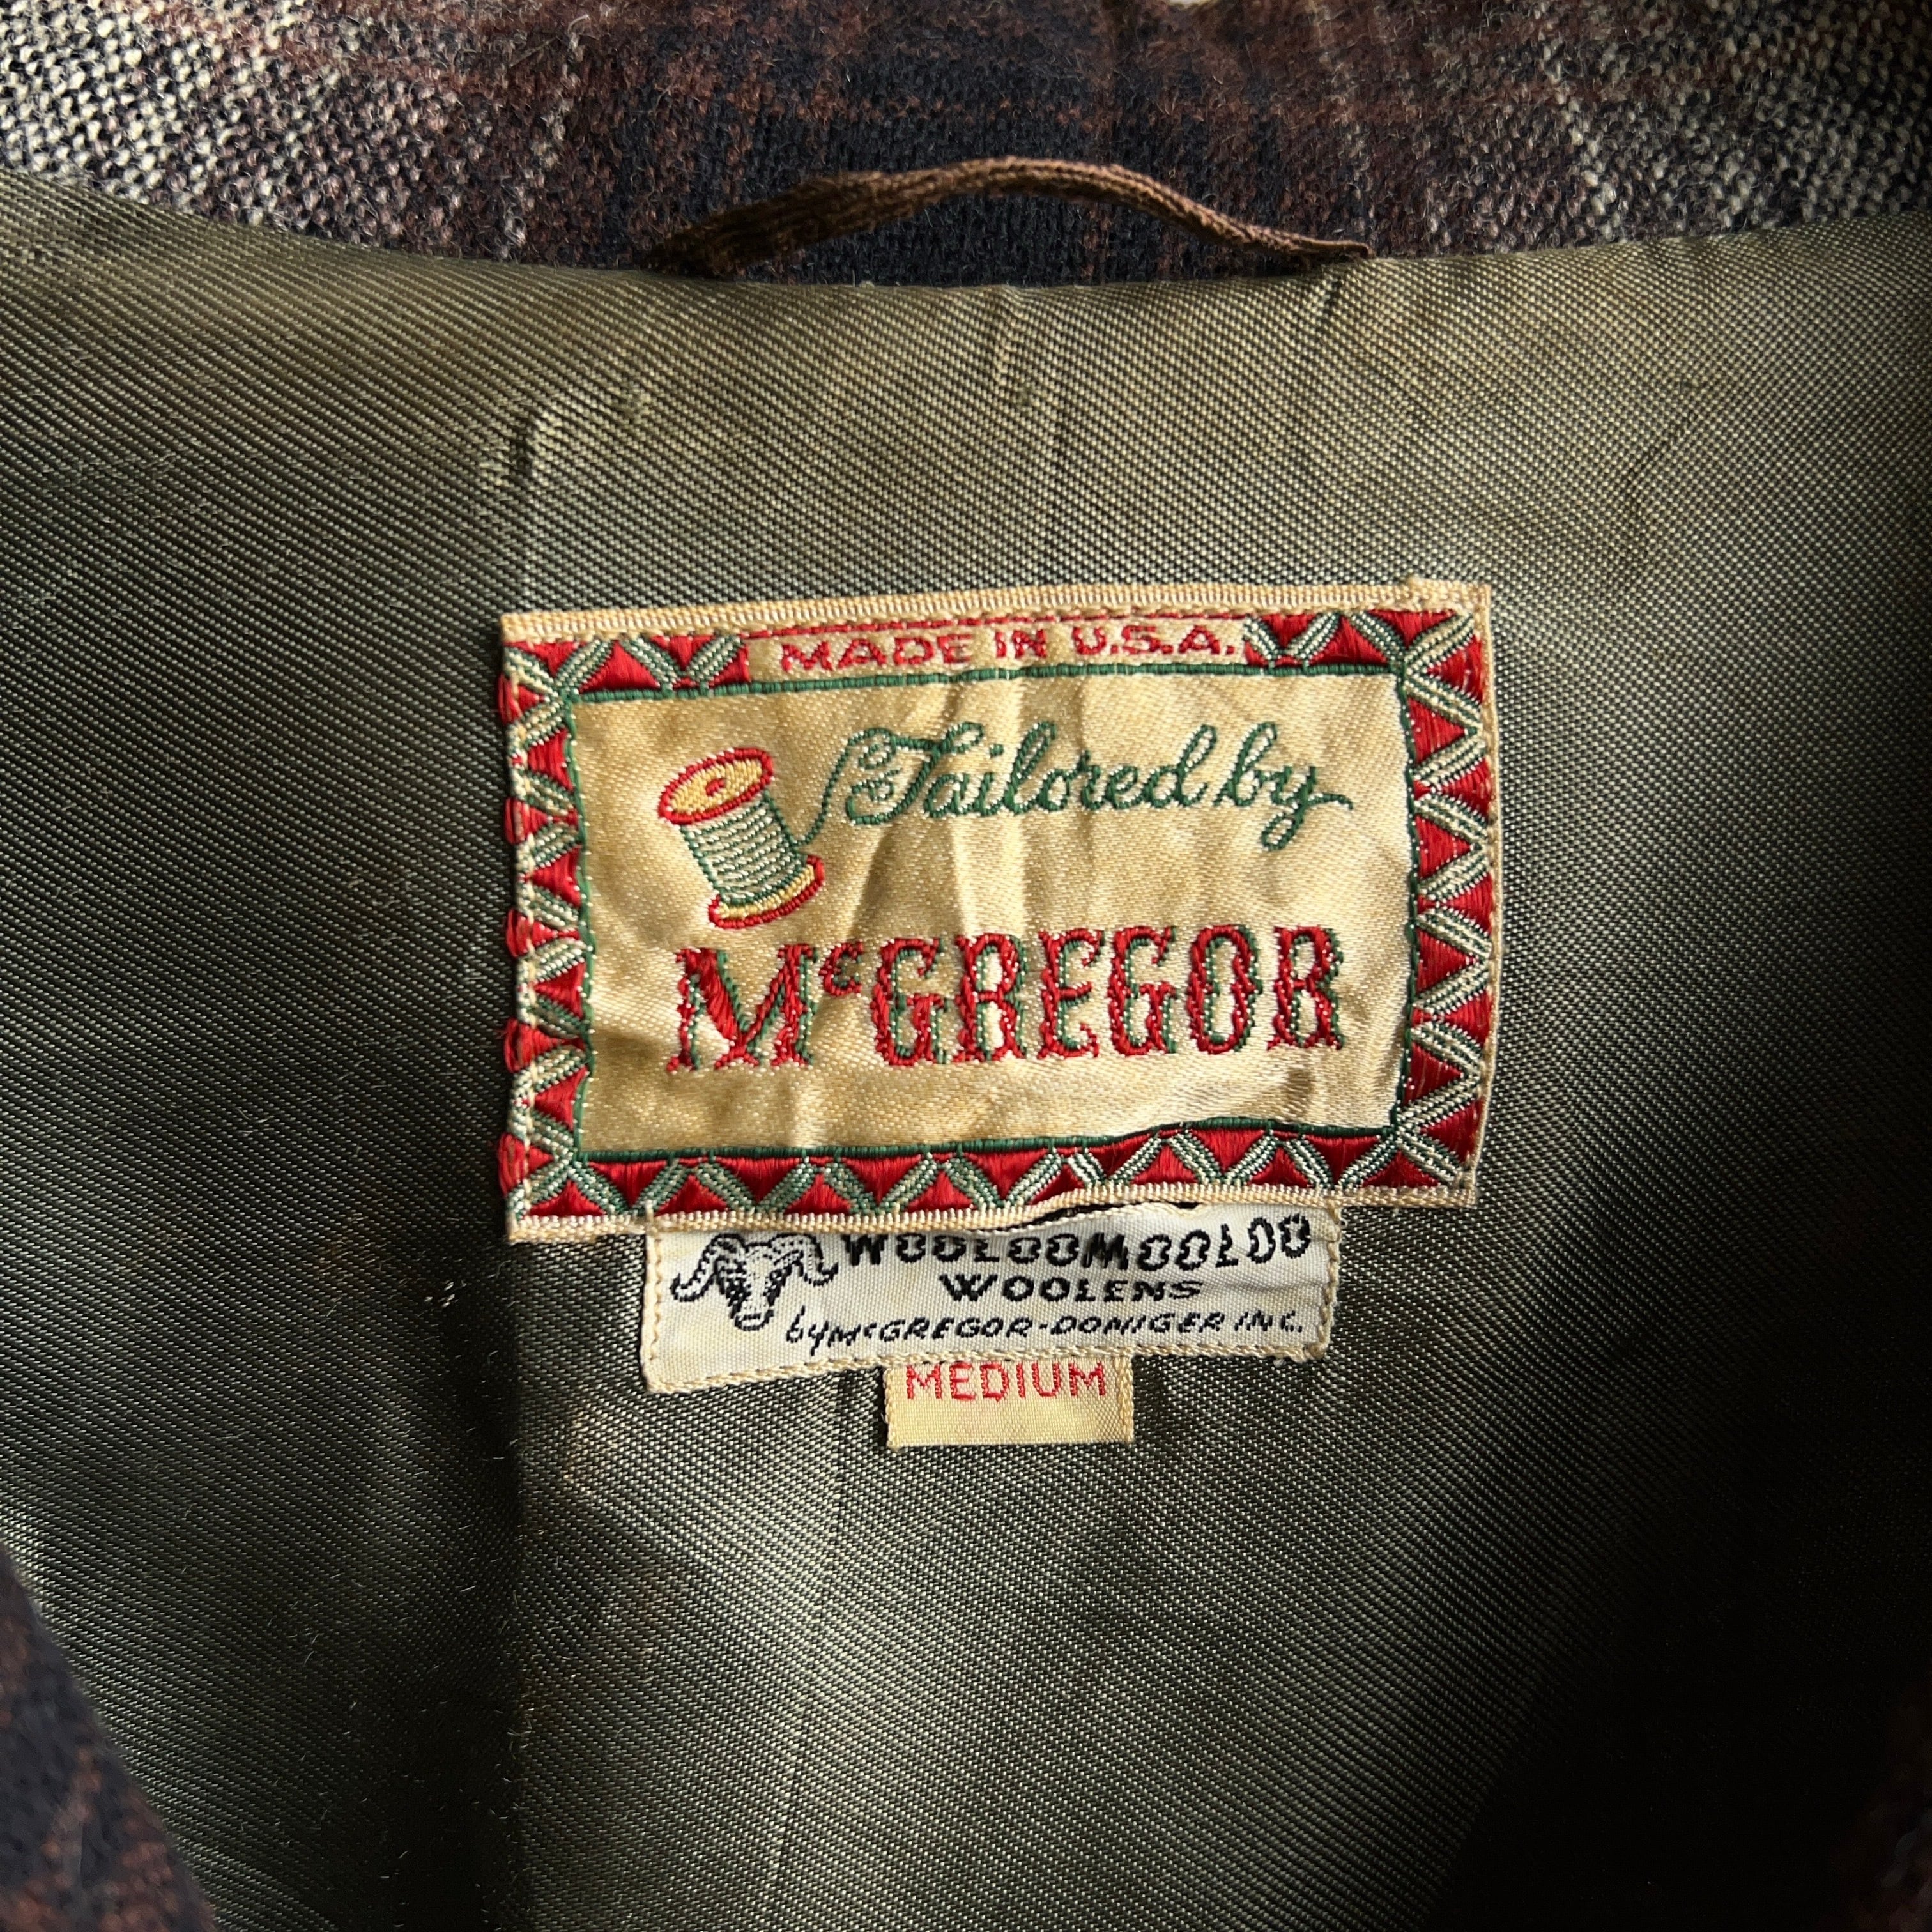 MADE IN U.S.A.
Tailored by
McGREGOR
WOOLOOMOOLOO
WOOLENS
by McGREGOR-DONIGER INC.
MEDIUM